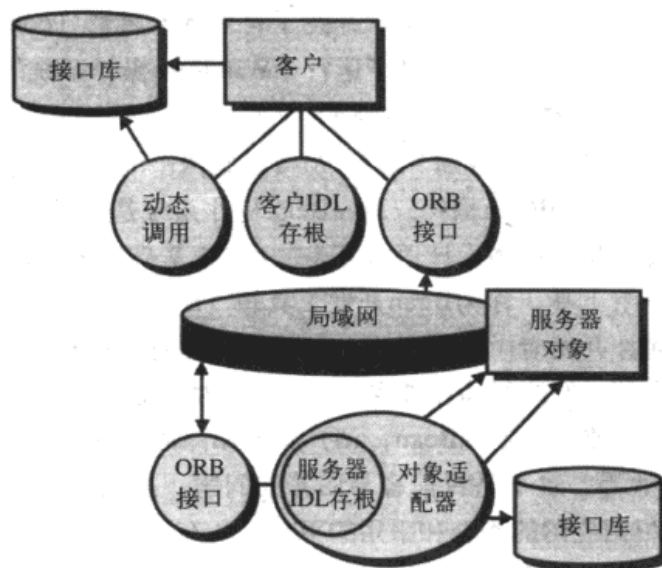 接口库
客户
动态
调用
客户IDL
存根
ORB
接口
局域网
服务器
对象
ORB
接口
服务器
IDL存根
对象适
配器
接口库